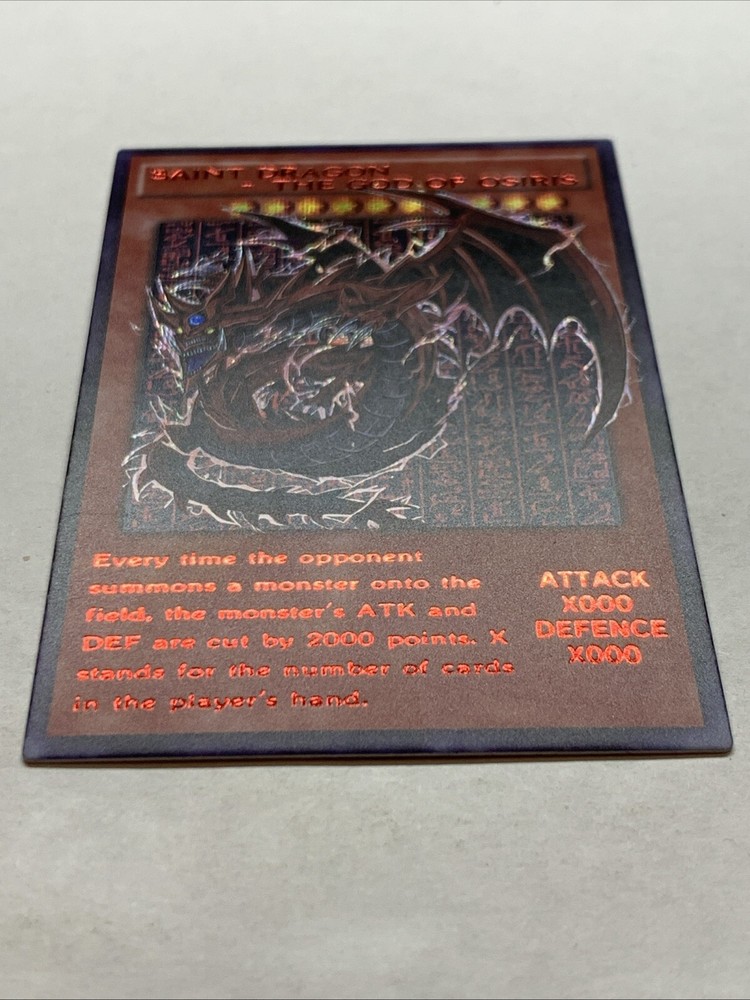 SAINT DRAGON
- THE GOD OF OSIRIS
Every time the opponent
summons a monster onto the
field, the monster's ATK and
DEF are cut by 2000 points. X
stands for the number of cards
in the player's hand.
ATTACK
X000
DEFENCE
X000